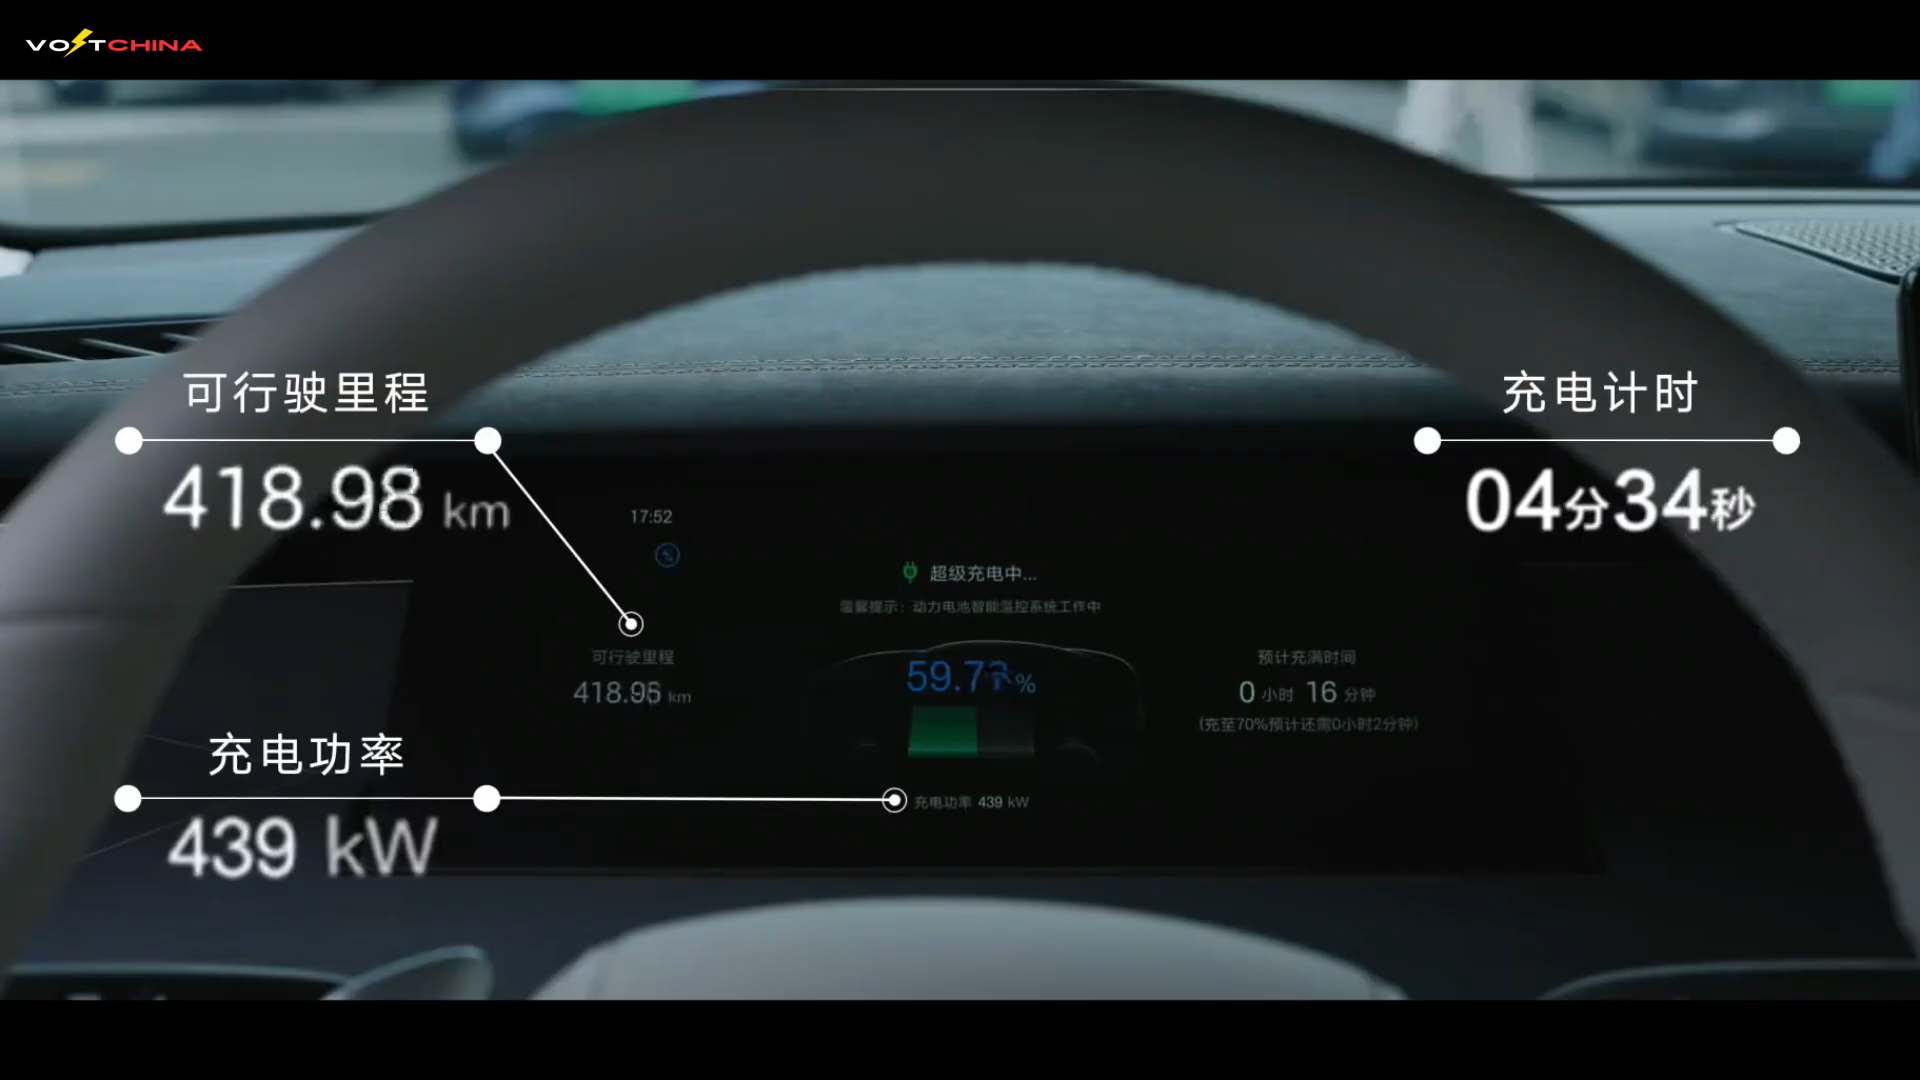 VOLTCHINA
可行驶里程
418.98 km
充电计时
04分34秒
17:52
超级充电中...
温馨提示：动力电池智能温控系统工作中
可行驶里程
km
%
预计充满时间
0 小时 16 分钟
(充至70%预计还需0小时2分钟)
充电功率
439 kW
充电功率 439 kW